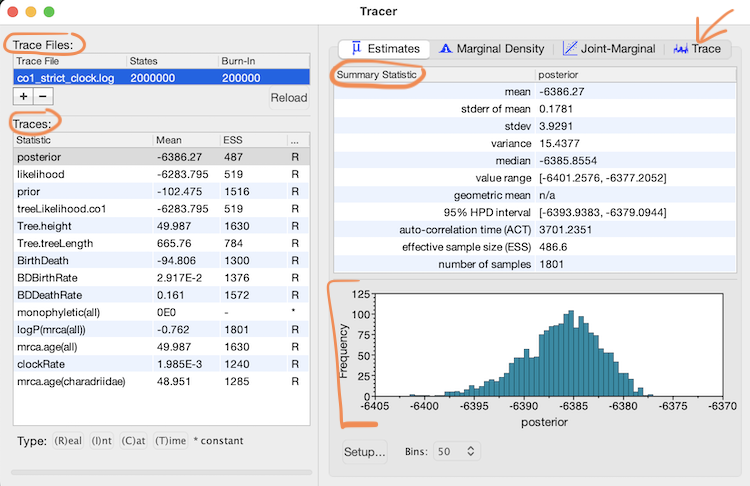 Tracer
Trace Files:
Trace File States Burn-In
co1_strict_clock.log 2000000 200000
+ − Reload
Traces:
Statistic Mean ESS ...
posterior -6386.27 487 R
likelihood -6283.795 519 R
prior -102.475 1516 R
treeLikelihood.co1 -6283.795 519 R
Tree.height 49.987 1630 R
Tree.treeLength 665.76 784 R
BirthDeath -94.806 1300 R
BDBirthRate 2.917E-2 1376 R
BDDeathRate 0.161 1572 R
monophyletic(all) 0E0 - *
logP(mrca(all)) -0.762 1801 R
mrca.age(all) 49.987 1630 R
clockRate 1.985E-3 1240 R
mrca.age(charadriidae) 48.951 1285 R
Type: (R)eal (I)nt (C)at (T)ime * constant
μ Estimates Marginal Density Joint-Marginal Trace
Summary Statistic posterior
mean -6386.27
stderr of mean 0.1781
stdev 3.9291
variance 15.4377
median -6385.8554
value range [-6401.2576, -6377.2052]
geometric mean n/a
95% HPD interval [-6393.9383, -6379.0944]
auto-correlation time (ACT) 3701.2351
effective sample size (ESS) 486.6
number of samples 1801
Frequency
125
100
75
50
25
0
-6405 -6400 -6395 -6390 -6385 -6380 -6375 -6370
posterior
Setup... Bins: 50